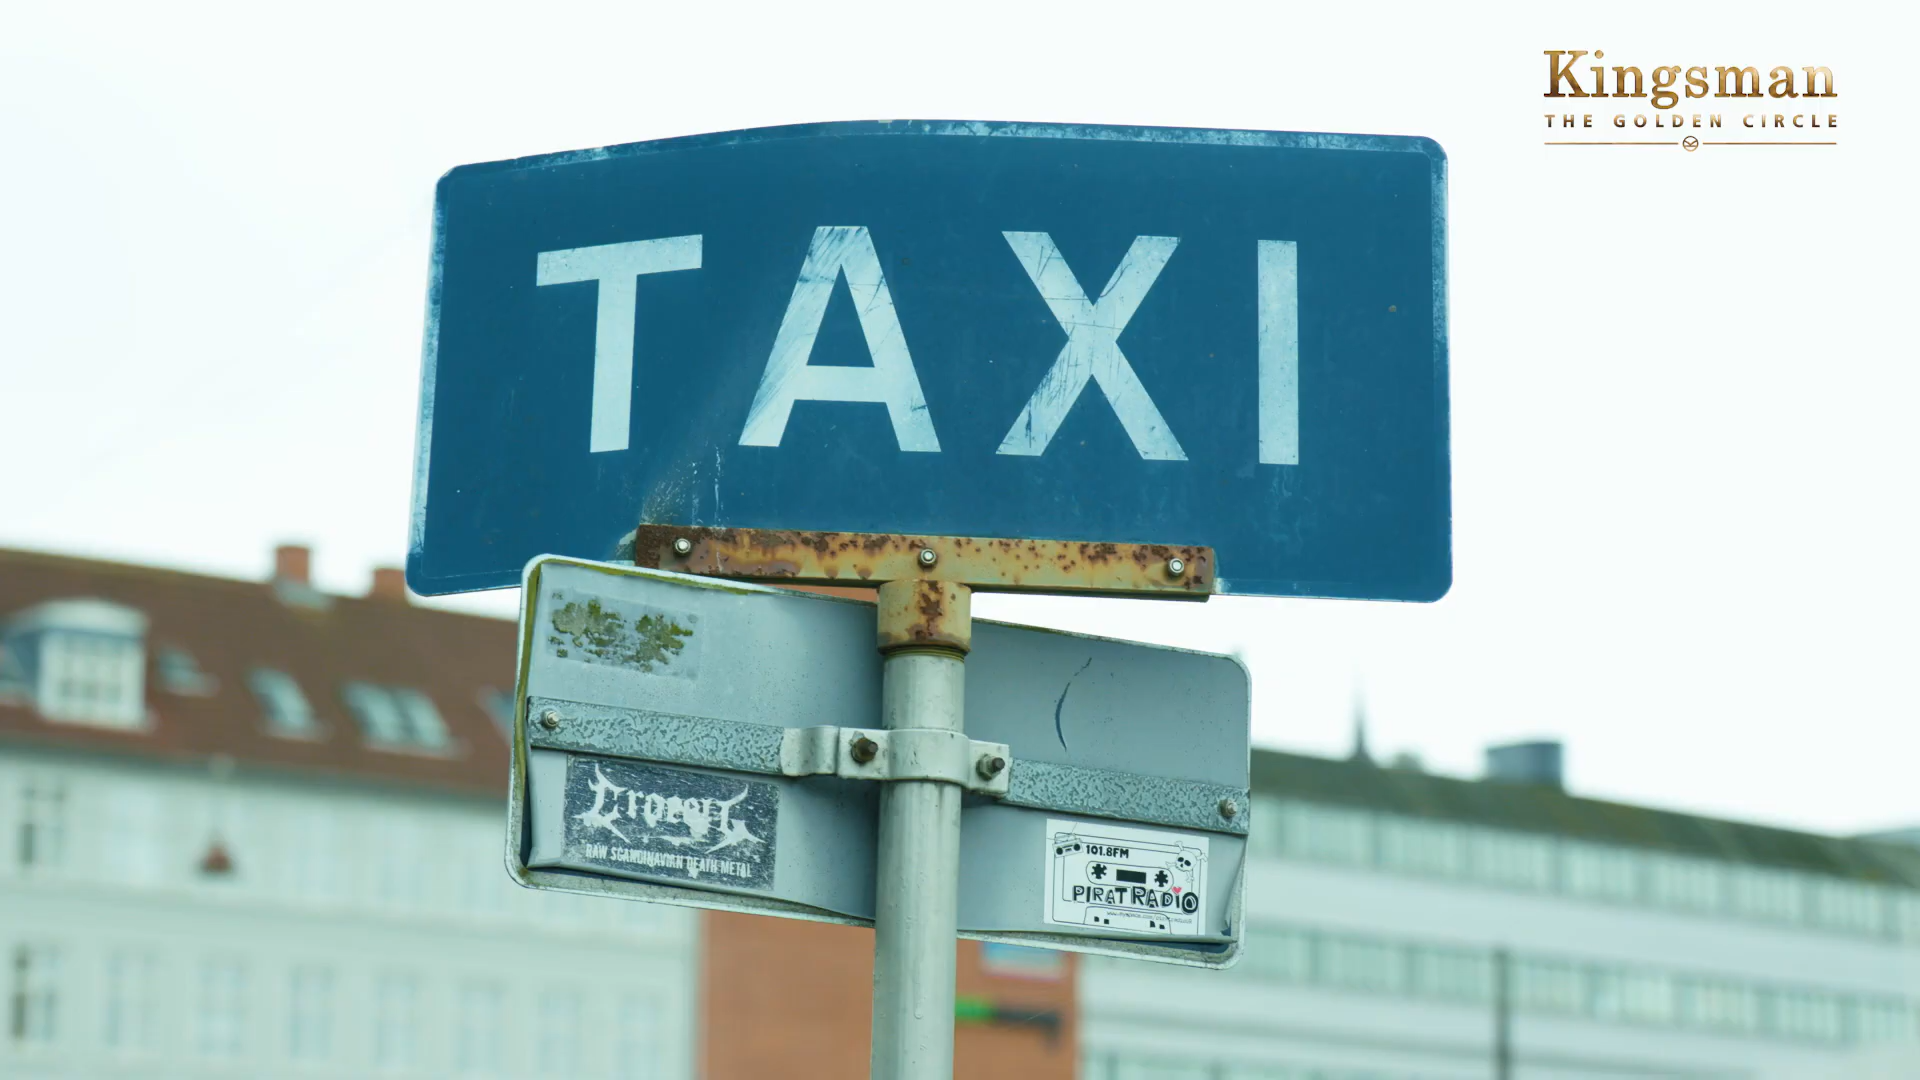 Kingsman
THE GOLDEN CIRCLE
TAXI
RAW SCANDINAVIAN DEATH METAL
101.8FM
PIRATRADIO